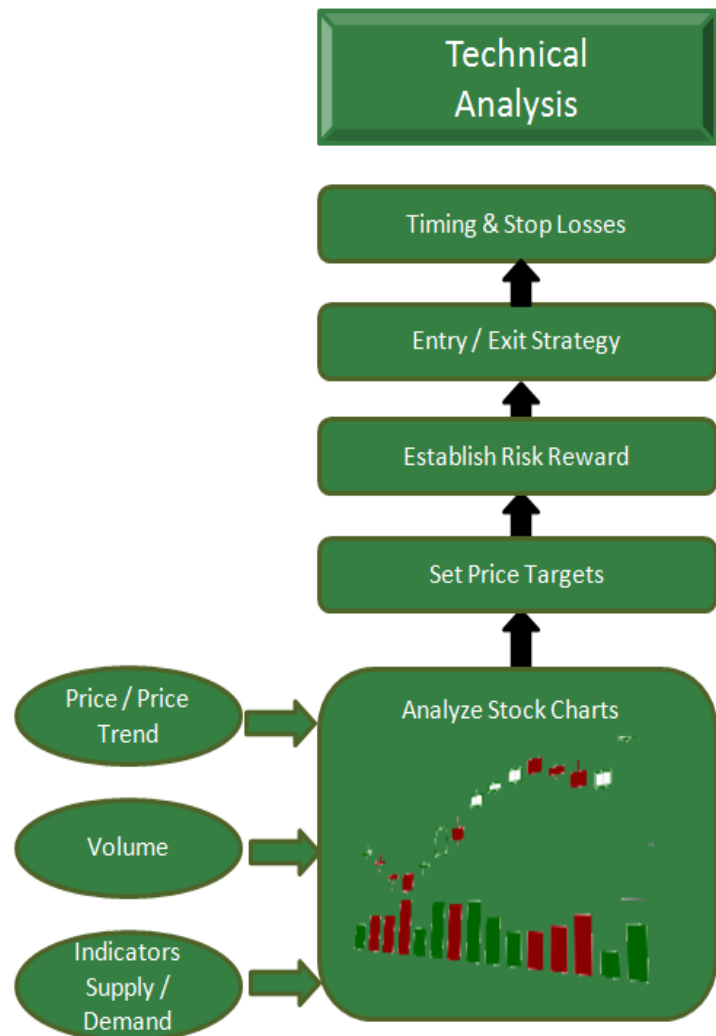 Technical
Analysis
Timing & Stop Losses
Entry / Exit Strategy
Establish Risk Reward
Set Price Targets
Price / Price
Trend
Analyze Stock Charts
Volume
Indicators
Supply /
Demand